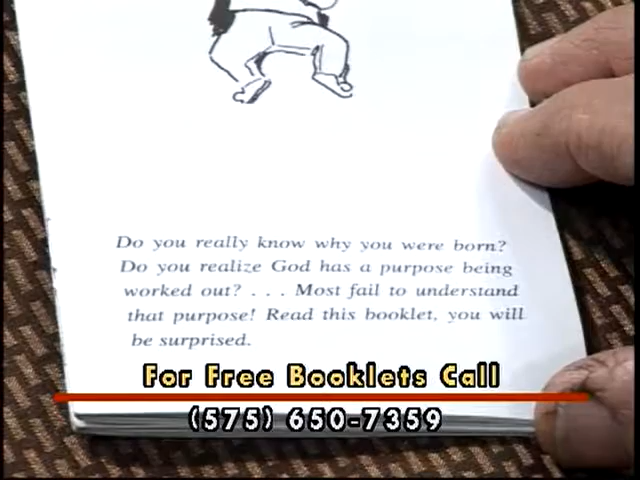 Do you really know why you were born?
Do you realize God has a purpose being
worked out? . . . Most fail to understand
that purpose! Read this booklet, you will
be surprised.
For Free Booklets Call
(575) 650-7359